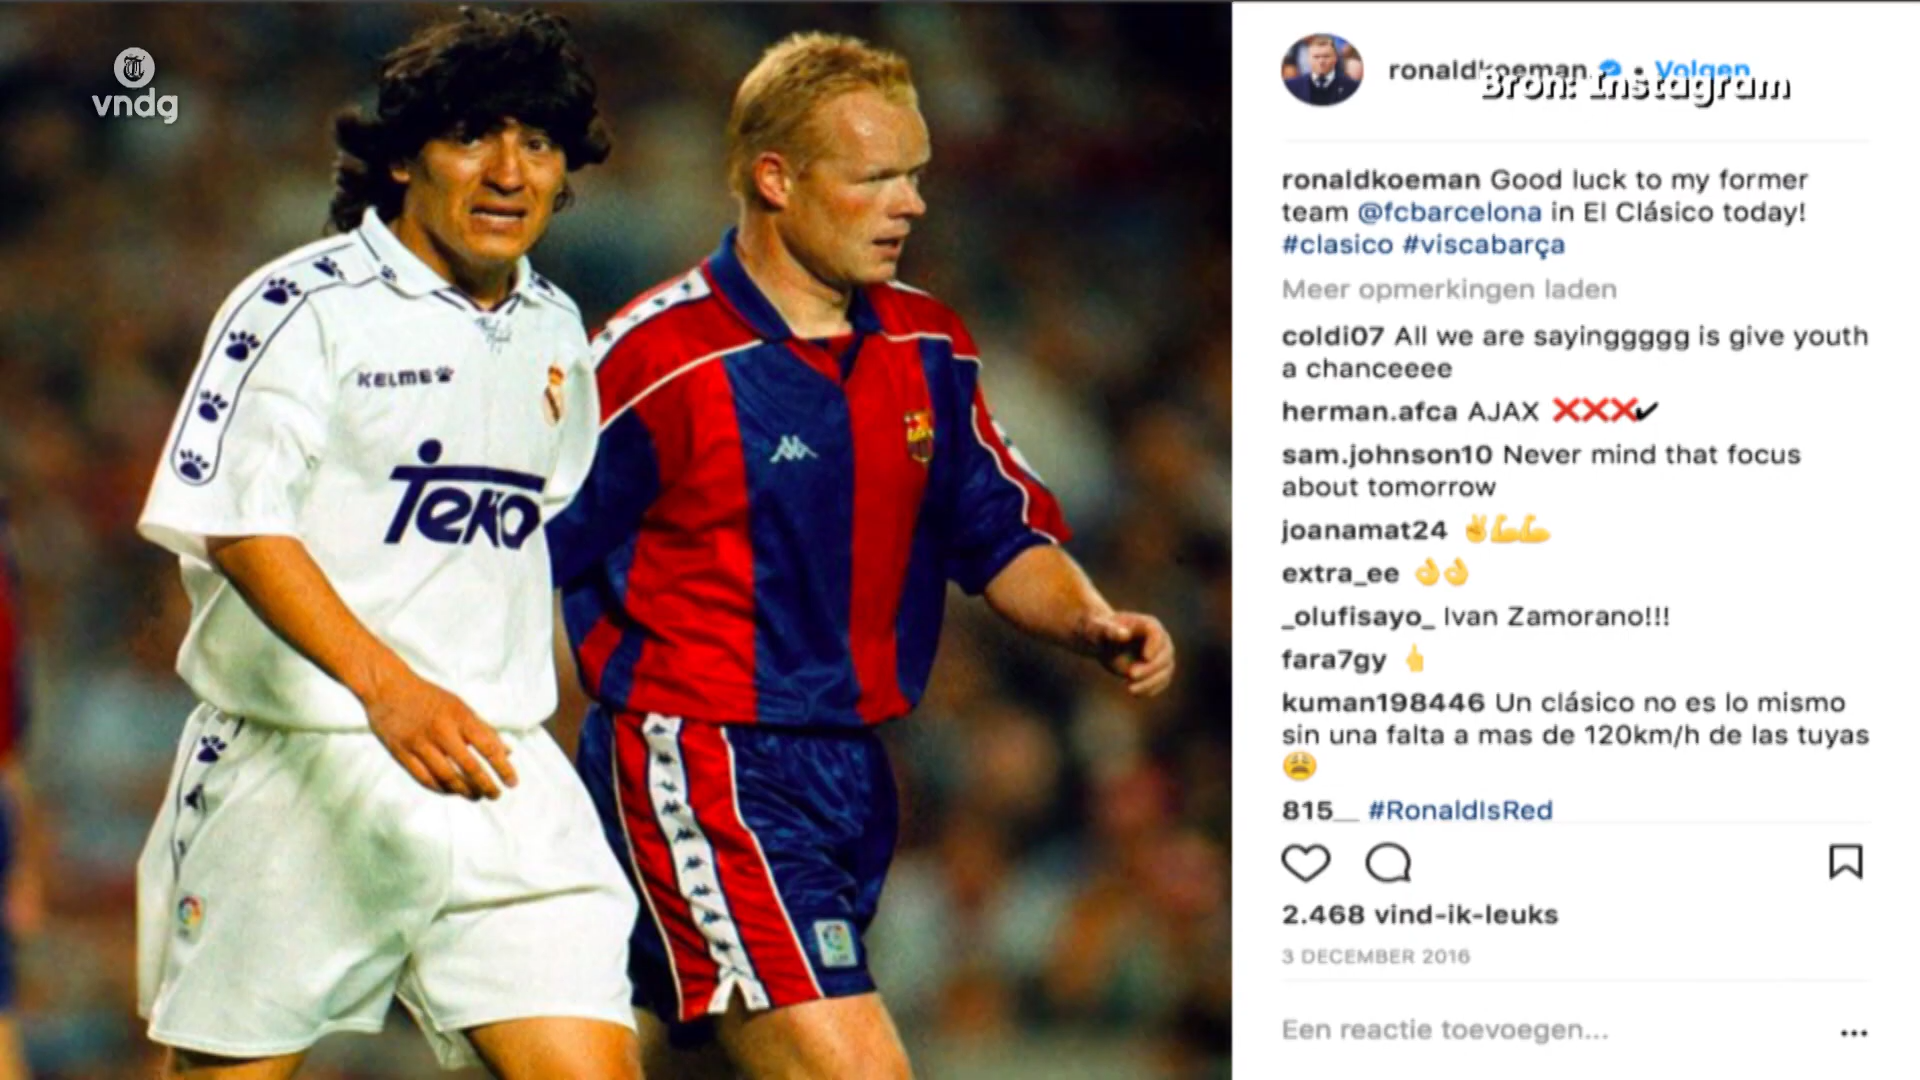 vndg
KELME
Teka
ronaldkoeman • Volgen
Bron: Instagram
ronaldkoeman Good luck to my former
team @fcbarcelona in El Clásico today!
#clasico #viscabarça
Meer opmerkingen laden
coldi07 All we are sayinggggg is give youth
a chanceeee
herman.afca AJAX ❌❌❌✔
sam.johnson10 Never mind that focus
about tomorrow
joanamat24 ✌💪💪
extra_ee 👌👌
_olufisayo_ Ivan Zamorano!!!
fara7gy 👆
kuman198446 Un clásico no es lo mismo
sin una falta a mas de 120km/h de las tuyas
😩
815__ #RonaldIsRed
2.468 vind-ik-leuks
3 DECEMBER 2016
Een reactie toevoegen...